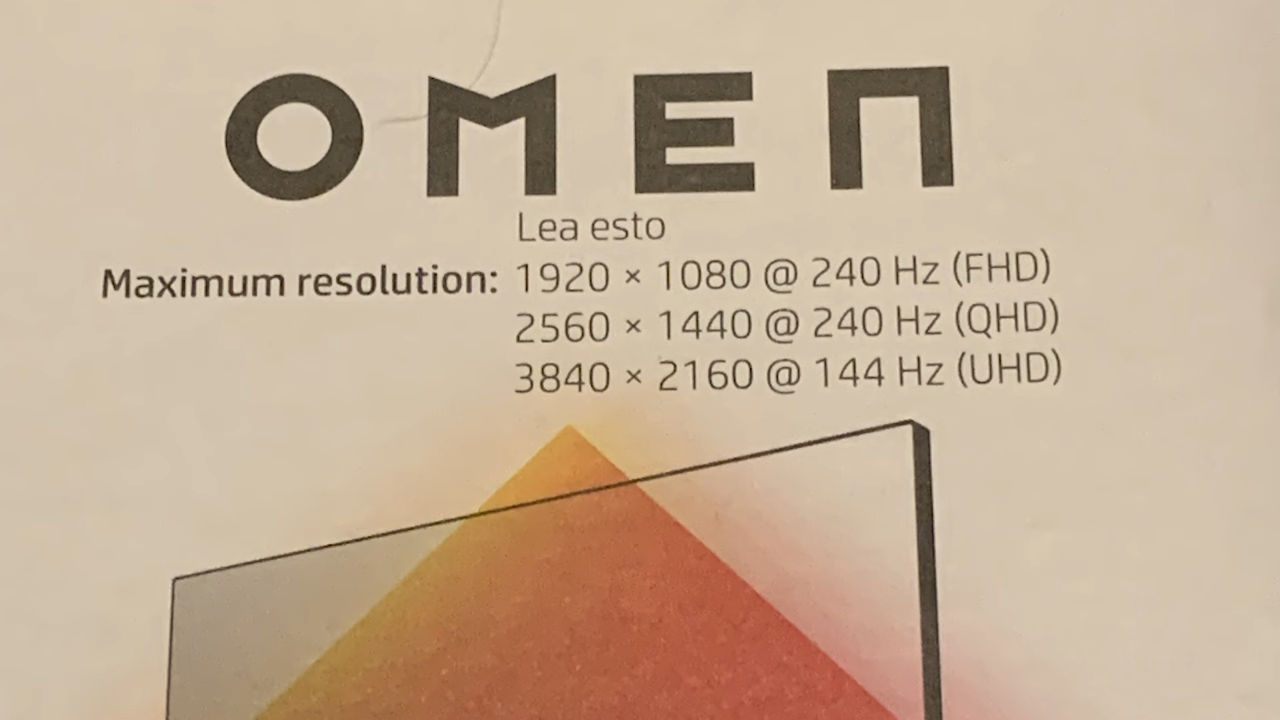 OMEN
Lea esto
Maximum resolution: 1920 × 1080 @ 240 Hz (FHD)
2560 × 1440 @ 240 Hz (QHD)
3840 × 2160 @ 144 Hz (UHD)